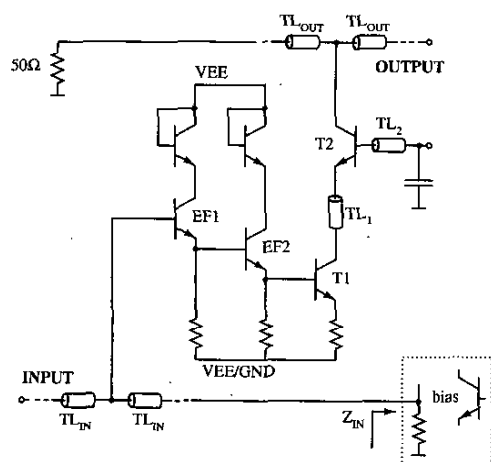 TL_OUT TL_OUT
50Ω
OUTPUT
VEE
T2
TL_2
TL_1
EF1
EF2
T1
VEE/GND
INPUT
TL_IN TL_IN
Z_IN
bias